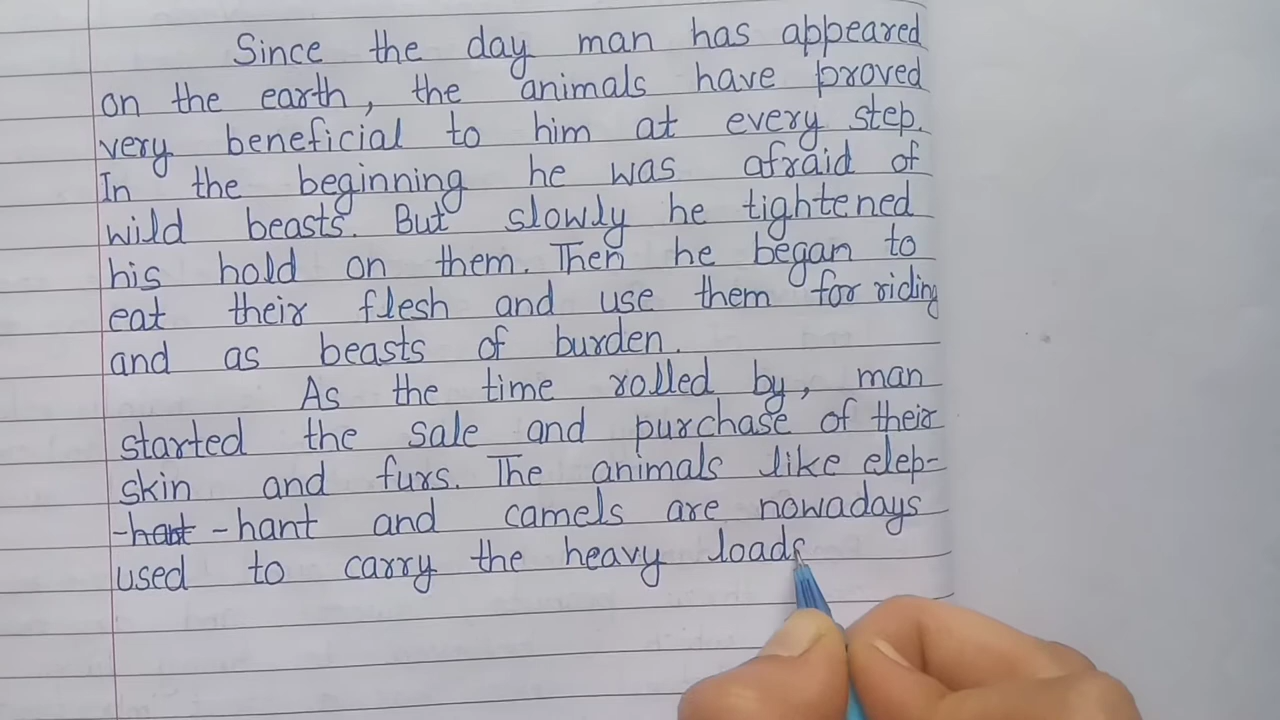 Since the day man has appeared
on the earth, the animals have proved
very beneficial to him at every step.
In the beginning he was afraid of
wild beasts. But slowly he tightened
his hold on them. Then he began to
eat their flesh and use them for riding
and as beasts of burden.
As the time rolled by, man
started the sale and purchase of their
skin and furs. The animals like elep-
-hant and camels are nowadays
used to carry the heavy loads